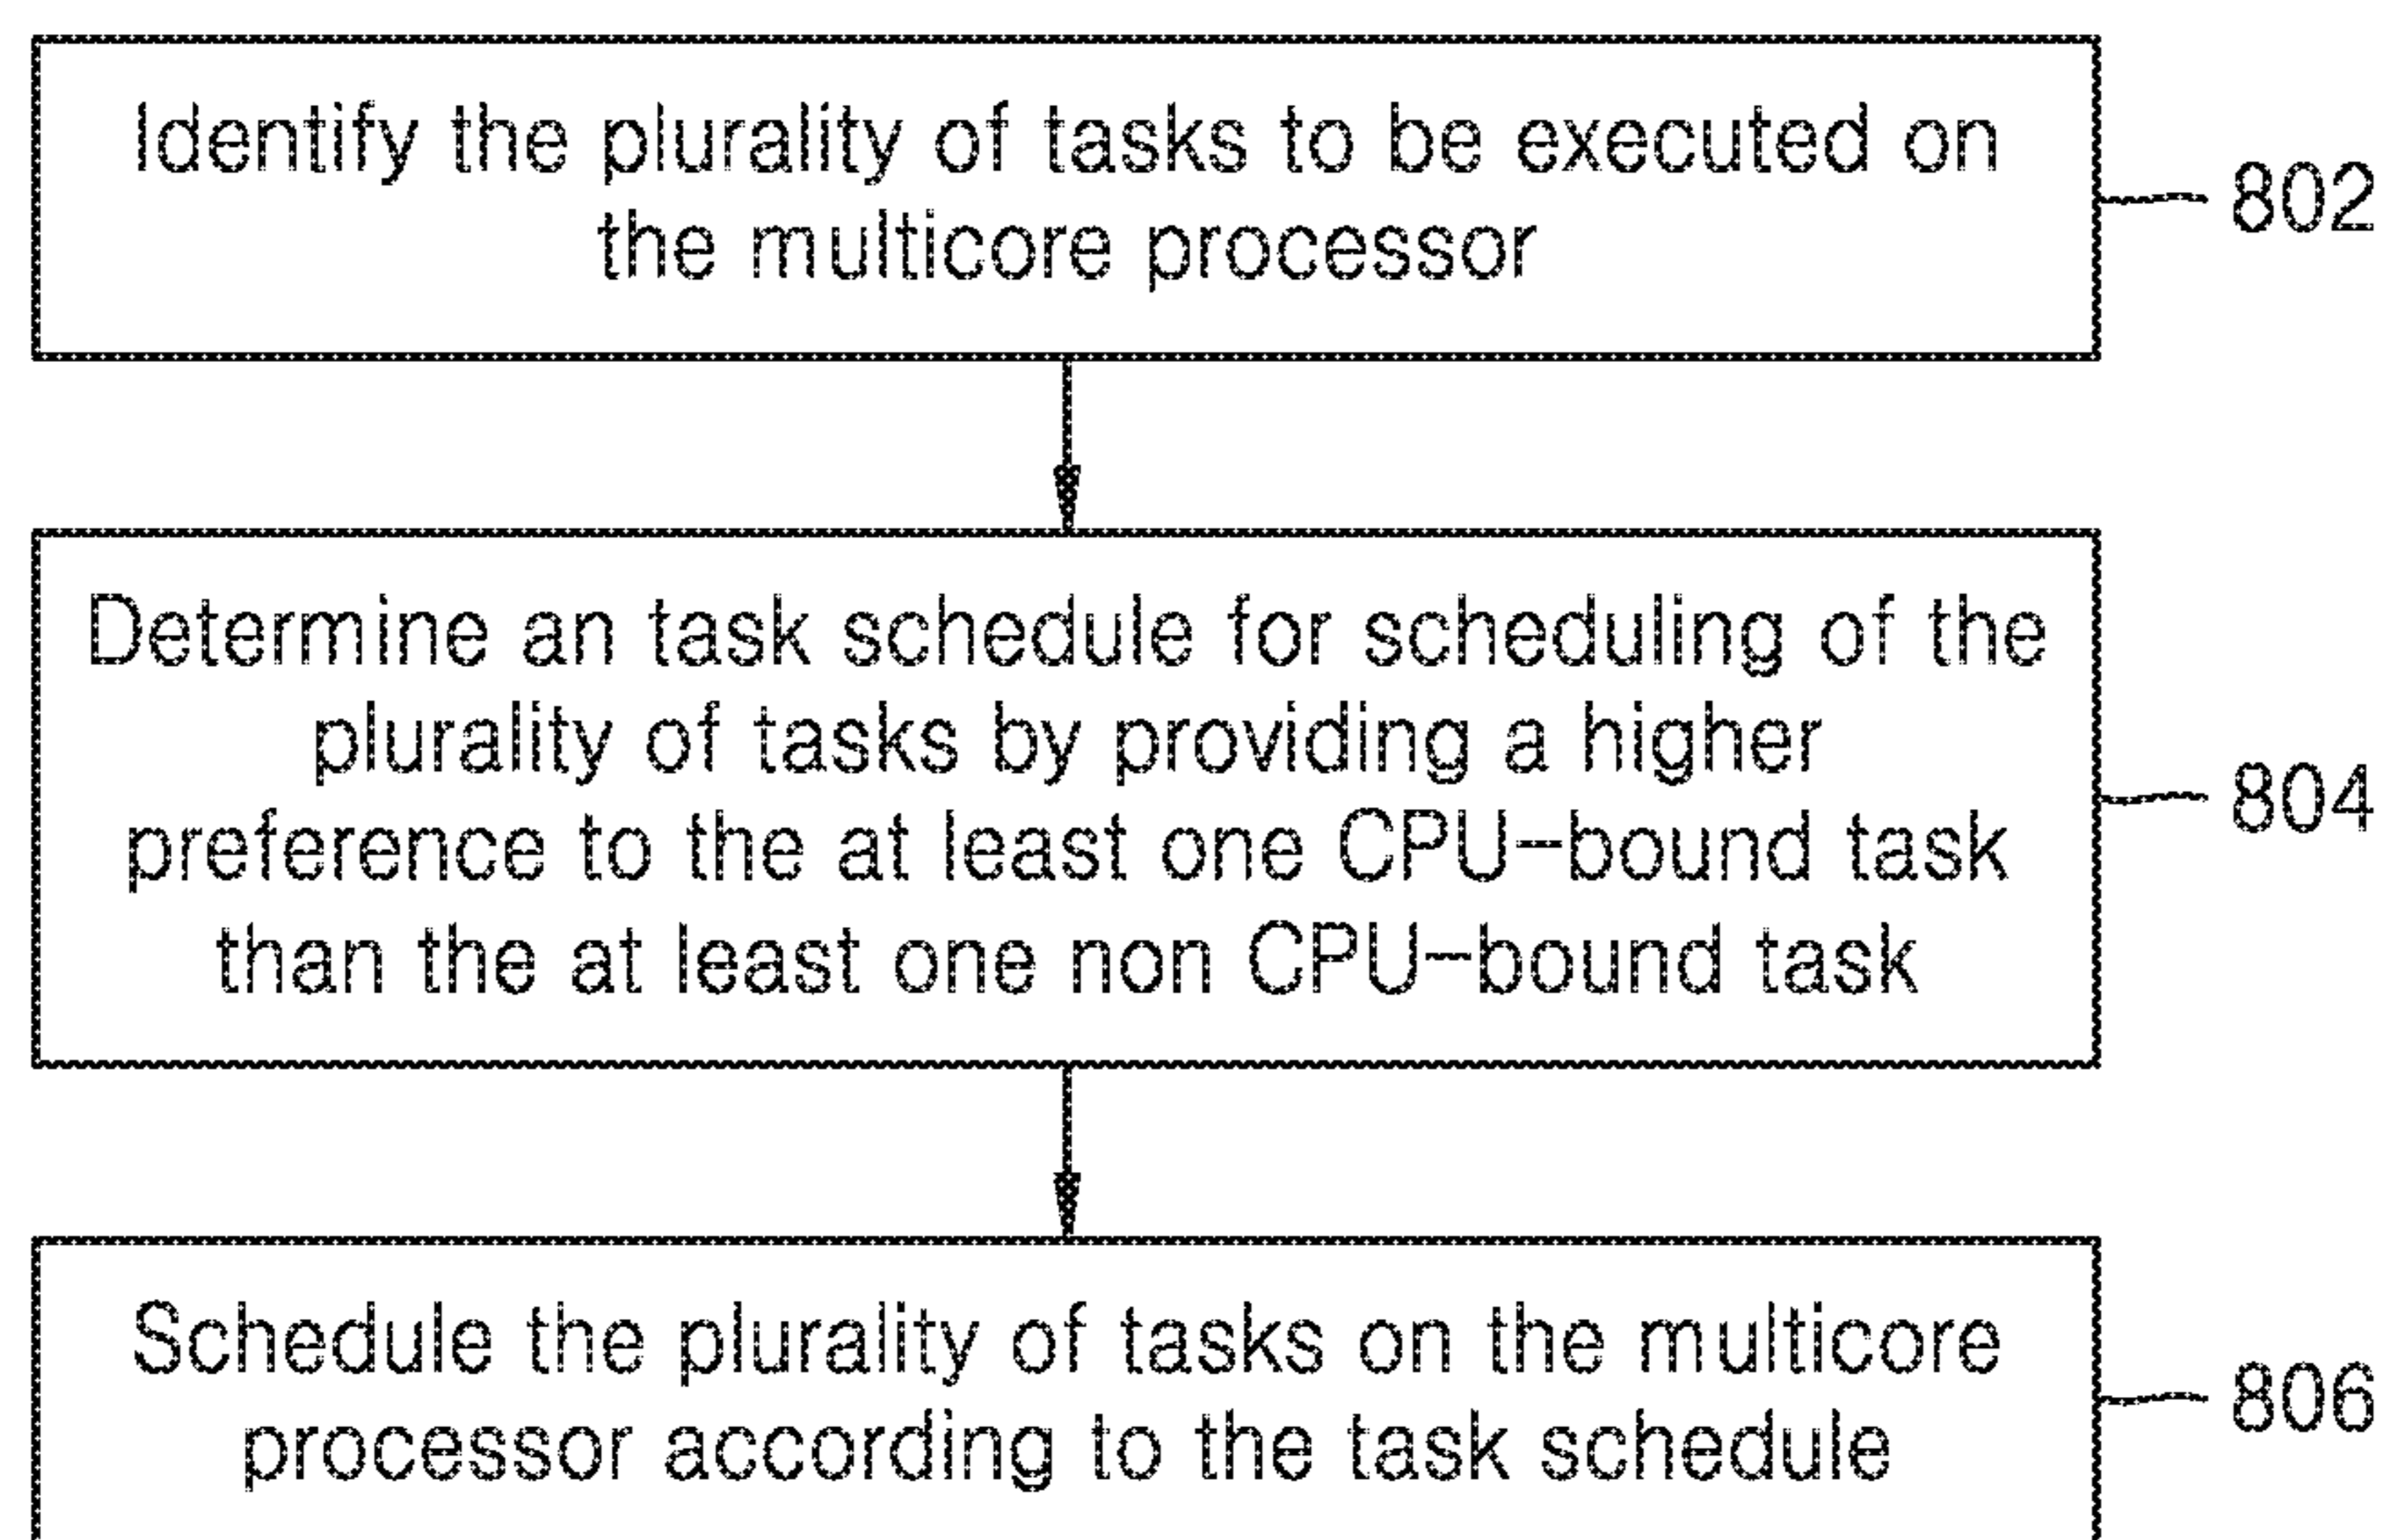 Identify the plurality of tasks to be executed on
the multicore processor
802
Determine an task schedule for scheduling of the
plurality of tasks by providing a higher
preference to the at least one CPU-bound task
than the at least one non CPU-bound task
804
Schedule the plurality of tasks on the multicore
processor according to the task schedule
806